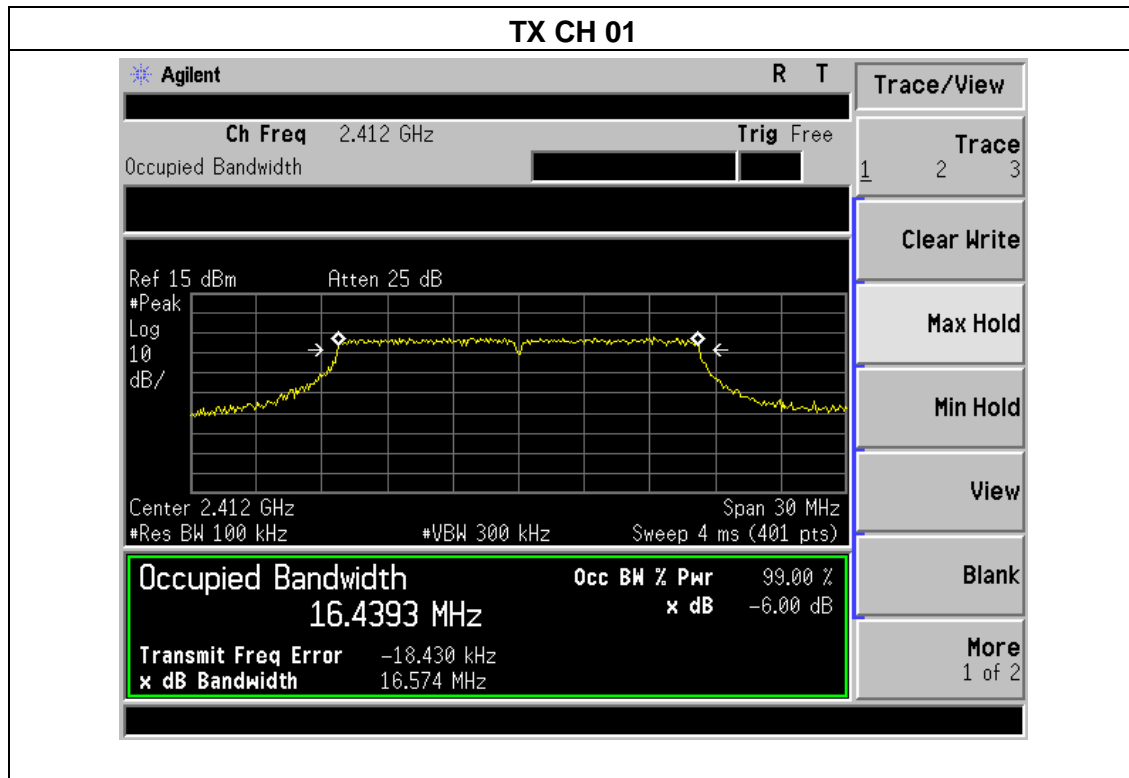 TX CH 01
Agilent R T
Ch Freq 2.412 GHz Trig Free
Occupied Bandwidth
Ref 15 dBm Atten 25 dB
#Peak
Log
10
dB/
Center 2.412 GHz Span 30 MHz
#Res BW 100 kHz #VBW 300 kHz Sweep 4 ms (401 pts)
Occupied Bandwidth Occ BW % Pwr 99.00 %
16.4393 MHz x dB -6.00 dB
Transmit Freq Error -18.430 kHz
x dB Bandwidth 16.574 MHz
Trace/View
Trace
1 2 3
Clear Write
Max Hold
Min Hold
View
Blank
More
1 of 2